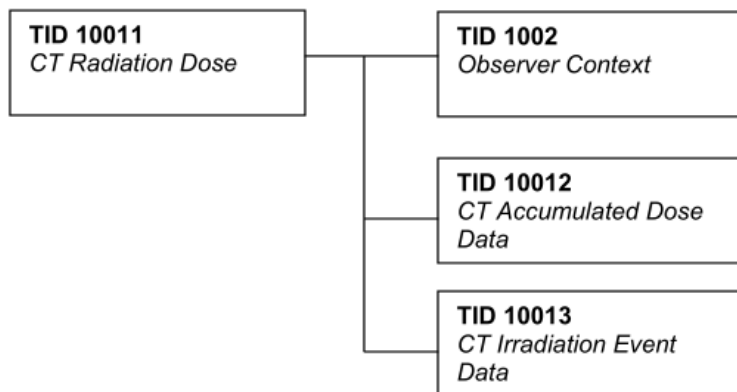 TID 10011
CT Radiation Dose
TID 1002
Observer Context
TID 10012
CT Accumulated Dose
Data
TID 10013
CT Irradiation Event
Data